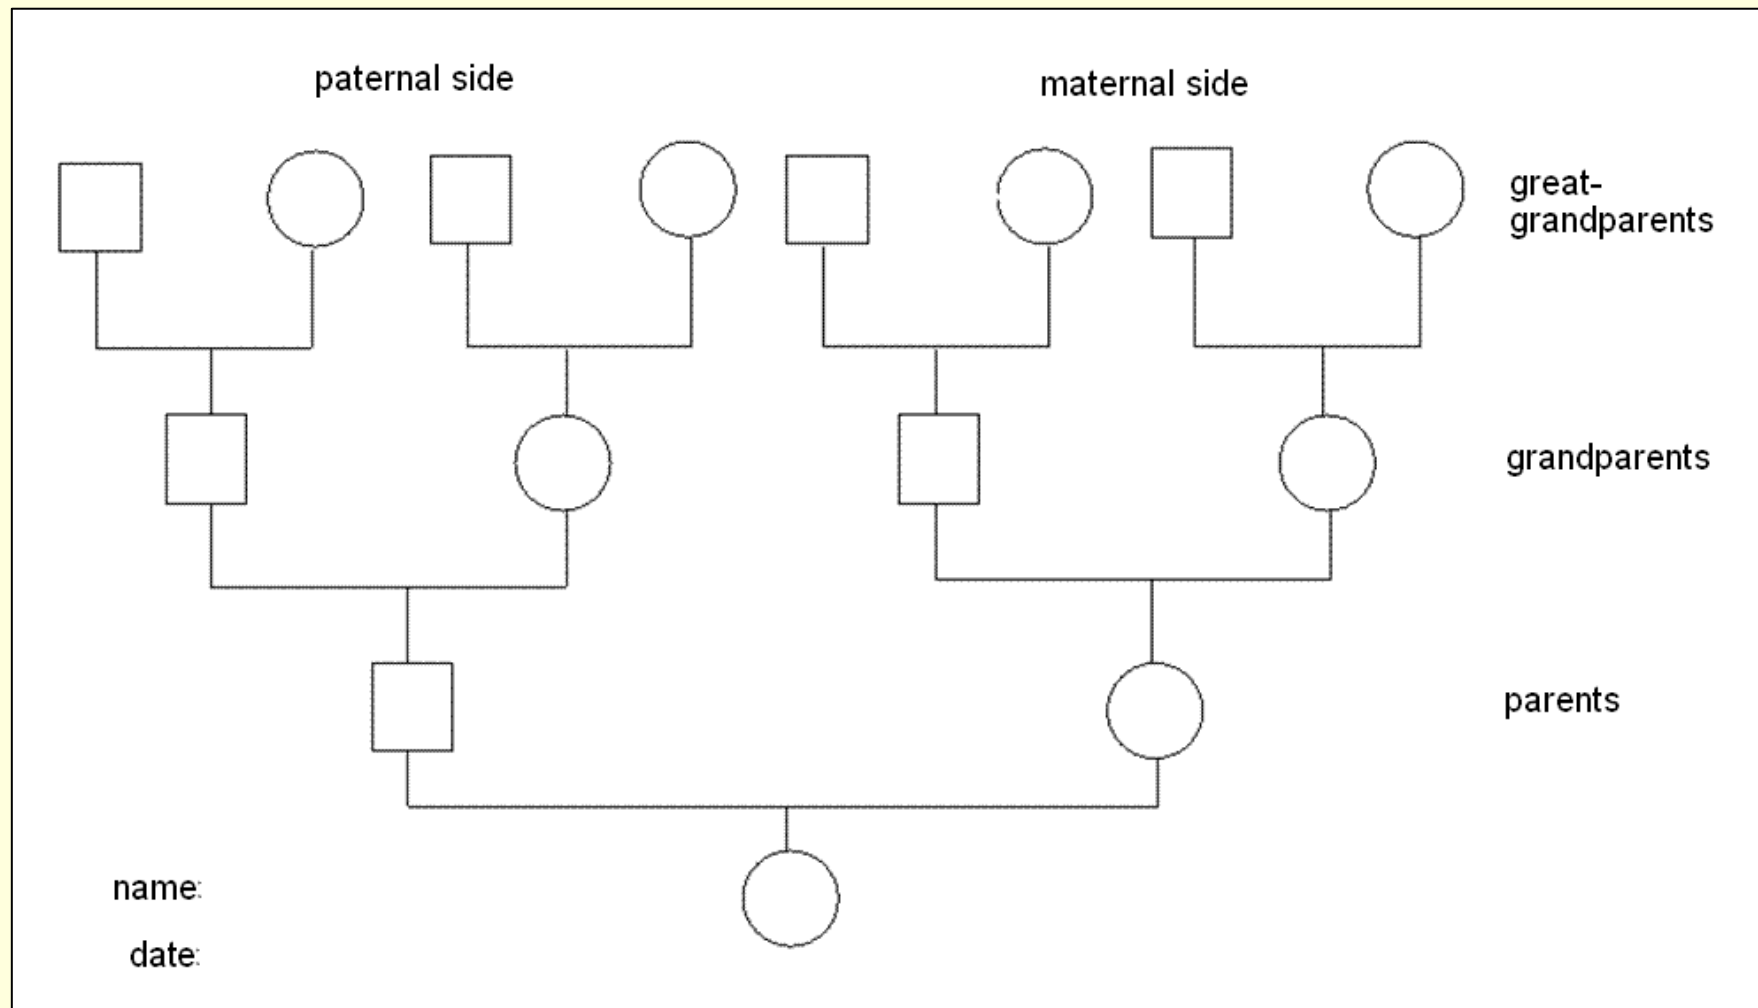 paternal side
maternal side
great-
grandparents
grandparents
parents
name:
date: